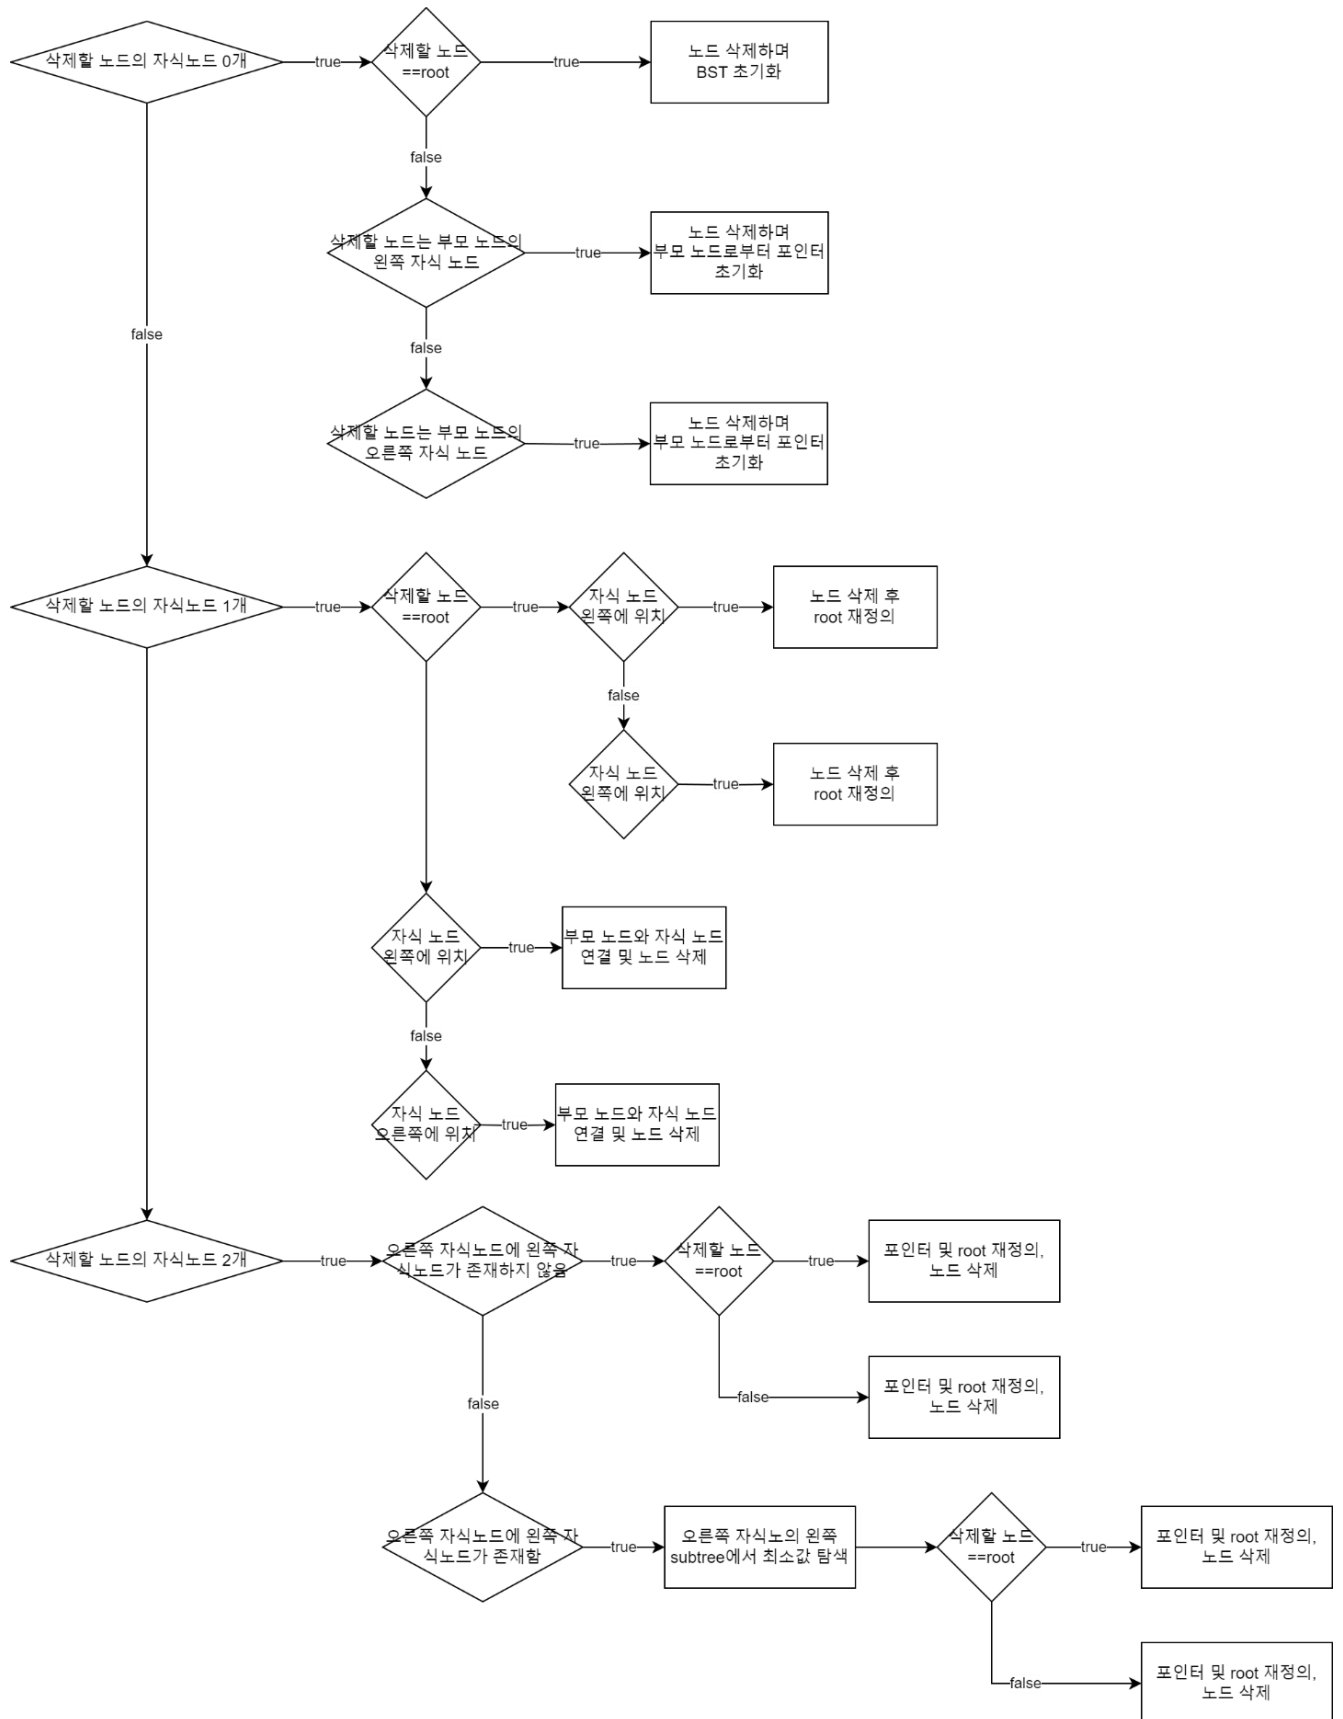 삭제할 노드의 자식노드 0개
true
삭제할 노드
==root
true
노드 삭제하며
BST 초기화
false
삭제할 노드는 부모 노드의
왼쪽 자식 노드
true
노드 삭제하며
부모 노드로부터 포인터
초기화
false
false
삭제할 노드는 부모 노드의
오른쪽 자식 노드
true
노드 삭제하며
부모 노드로부터 포인터
초기화
삭제할 노드의 자식노드 1개
true
삭제할 노드
==root
true
자식 노드
왼쪽에 위치
true
노드 삭제 후
root 재정의
false
자식 노드
왼쪽에 위치
true
노드 삭제 후
root 재정의
자식 노드
왼쪽에 위치
true
부모 노드와 자식 노드
연결 및 노드 삭제
false
자식 노드
오른쪽에 위치
true
부모 노드와 자식 노드
연결 및 노드 삭제
삭제할 노드의 자식노드 2개
true
오른쪽 자식노드에 왼쪽 자
식노드가 존재하지 않음
true
삭제할 노드
==root
true
포인터 및 root 재정의,
노드 삭제
false
포인터 및 root 재정의,
노드 삭제
false
오른쪽 자식노드에 왼쪽 자
식노드가 존재함
true
오른쪽 자식노의 왼쪽
subtree에서 최소값 탐색
삭제할 노드
==root
true
포인터 및 root 재정의,
노드 삭제
false
포인터 및 root 재정의,
노드 삭제